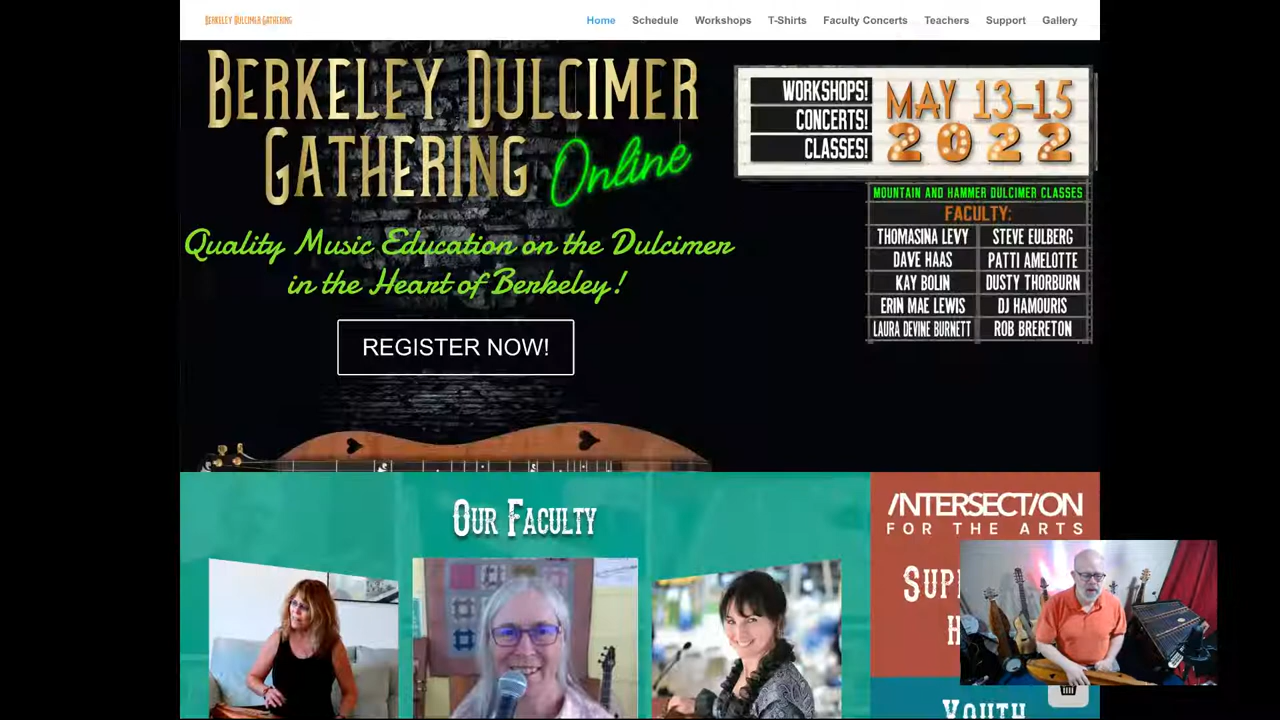 BERKELEY DULCIMER GATHERING
Home Schedule Workshops T-Shirts Faculty Concerts Teachers Support Gallery
BERKELEY DULCIMER
GATHERING Online
Quality Music Education on the Dulcimer
in the Heart of Berkeley!
REGISTER NOW!
WORKSHOPS!
CONCERTS!
CLASSES!
MAY 13-15
2022
MOUNTAIN AND HAMMER DULCIMER CLASSES
FACULTY:
THOMASINA LEVY STEVE EULBERG
DAVE HAAS PATTI AMELOTTE
KAY BOLIN DUSTY THORBURN
ERIN MAE LEWIS DJ HAMOURIS
LAURA DEVINE BURNETT ROB BRERETON
OUR FACULTY
INTERSECTION
FOR THE ARTS
YOUTH